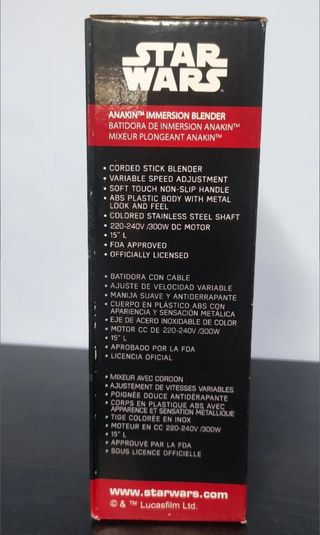 STAR
WARS
ANAKIN™ IMMERSION BLENDER
BATIDORA DE INMERSION ANAKIN™
MIXEUR PLONGEANT ANAKIN™
• CORDED STICK BLENDER
• VARIABLE SPEED ADJUSTMENT
• SOFT TOUCH NON-SLIP HANDLE
• ABS PLASTIC BODY WITH METAL
LOOK AND FEEL
• COLORED STAINLESS STEEL SHAFT
• 220-240V /300W DC MOTOR
• 15" L
• FDA APPROVED
• OFFICIALLY LICENSED
• BATIDORA CON CABLE
• AJUSTE DE VELOCIDAD VARIABLE
• MANIJA SUAVE Y ANTIDERRAPANTE
• CUERPO EN PLÁSTICO ABS CON
APARIENCIA Y SENSACIÓN METÁLICA
• EJE DE ACERO INOXIDABLE DE COLOR
• MOTOR CC DE 220-240V /300W
• 15" L
• APROBADO POR LA FDA
• LICENCIA OFICIAL
• MIXEUR AVEC CORDON
• AJUSTEMENT DE VITESSES VARIABLES
• POIGNÉE DOUCE ANTIDÉRAPANTE
• CORPS EN PLASTIQUE ABS AVEC
APPARENCE ET SENSATION MÉTALLIQUE
• TIGE COLORÉE EN INOX
• MOTEUR EN CC 220-240V /300W
• 15" L
• APPROUVÉ PAR LA FDA
• SOUS LICENCE OFFICIELLE
www.starwars.com
© & ™ Lucasfilm Ltd.